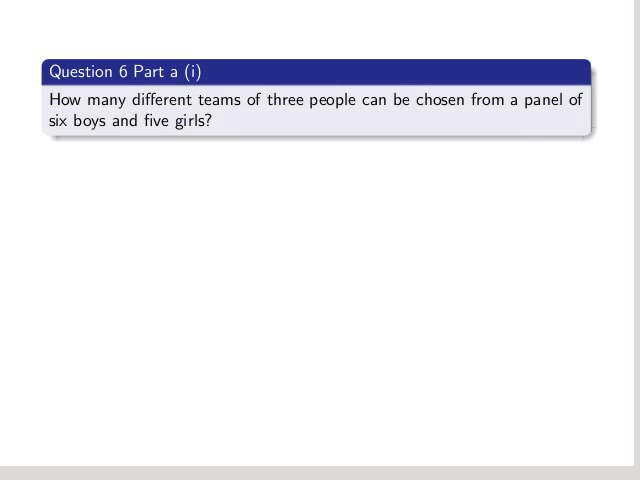 Question 6 Part a (i)
How many different teams of three people can be chosen from a panel of
six boys and five girls?